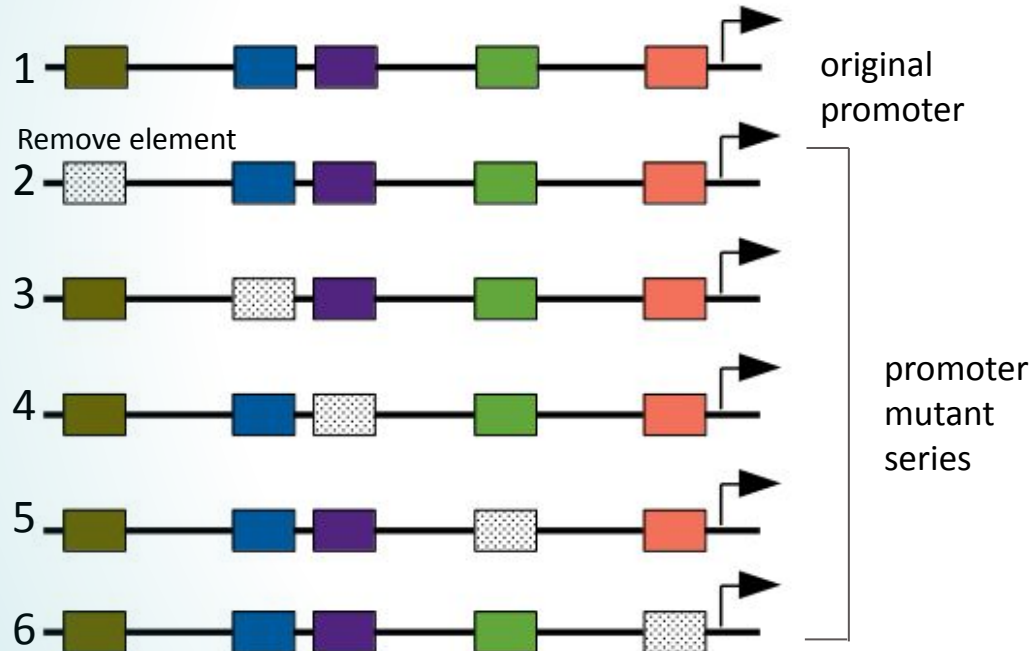 1
original
promoter
Remove element
2
3
4
promoter
mutant
series
5
6